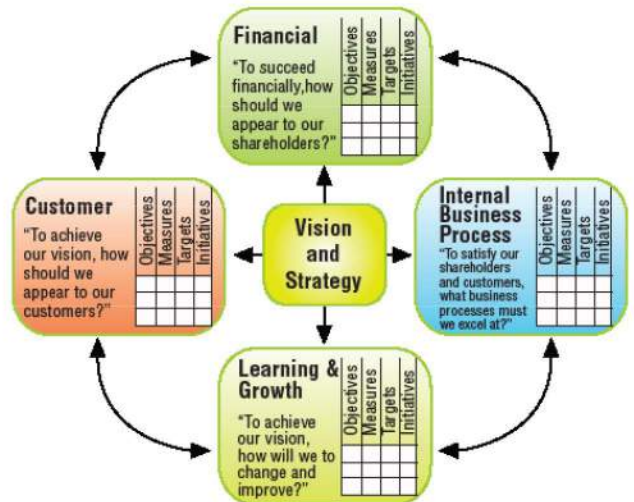 Financial
"To succeed
financially,how
should we
appear to our
shareholders?"
Objectives
Measures
Targets
Initiatives
Customer
"To achieve
our vision, how
should we
appear to our
customers?"
Objectives
Measures
Targets
Initiatives
Vision
and
Strategy
Internal
Business
Process
"To satisfy our
shareholders
and customers,
what business
processes must
we excel at?"
Objectives
Measures
Targets
Initiatives
Learning &
Growth
"To achieve
our vision,
how will we to
change and
improve?"
Objectives
Measures
Targets
Initiatives